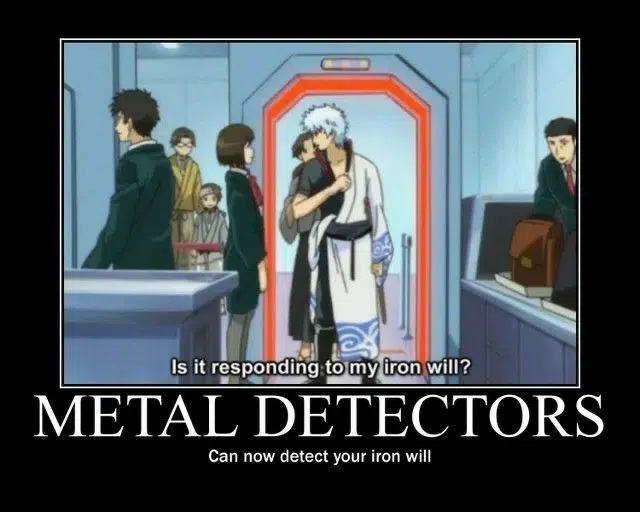 Is it responding to my iron will?
METAL DETECTORS
Can now detect your iron will